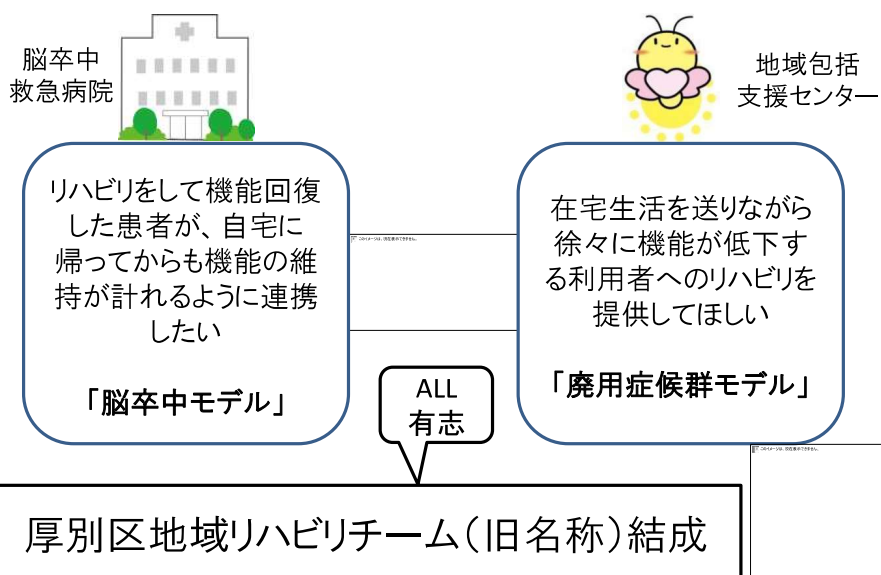 脳卒中
救急病院
地域包括
支援センター
リハビリをして機能回復
した患者が、自宅に
帰ってからも機能の維
持が計れるように連携
したい
「脳卒中モデル」
在宅生活を送りながら
徐々に機能が低下す
る利用者へのリハビリを
提供してほしい
「廃用症候群モデル」
ALL
有志
厚別区地域リハビリチーム(旧名称)結成